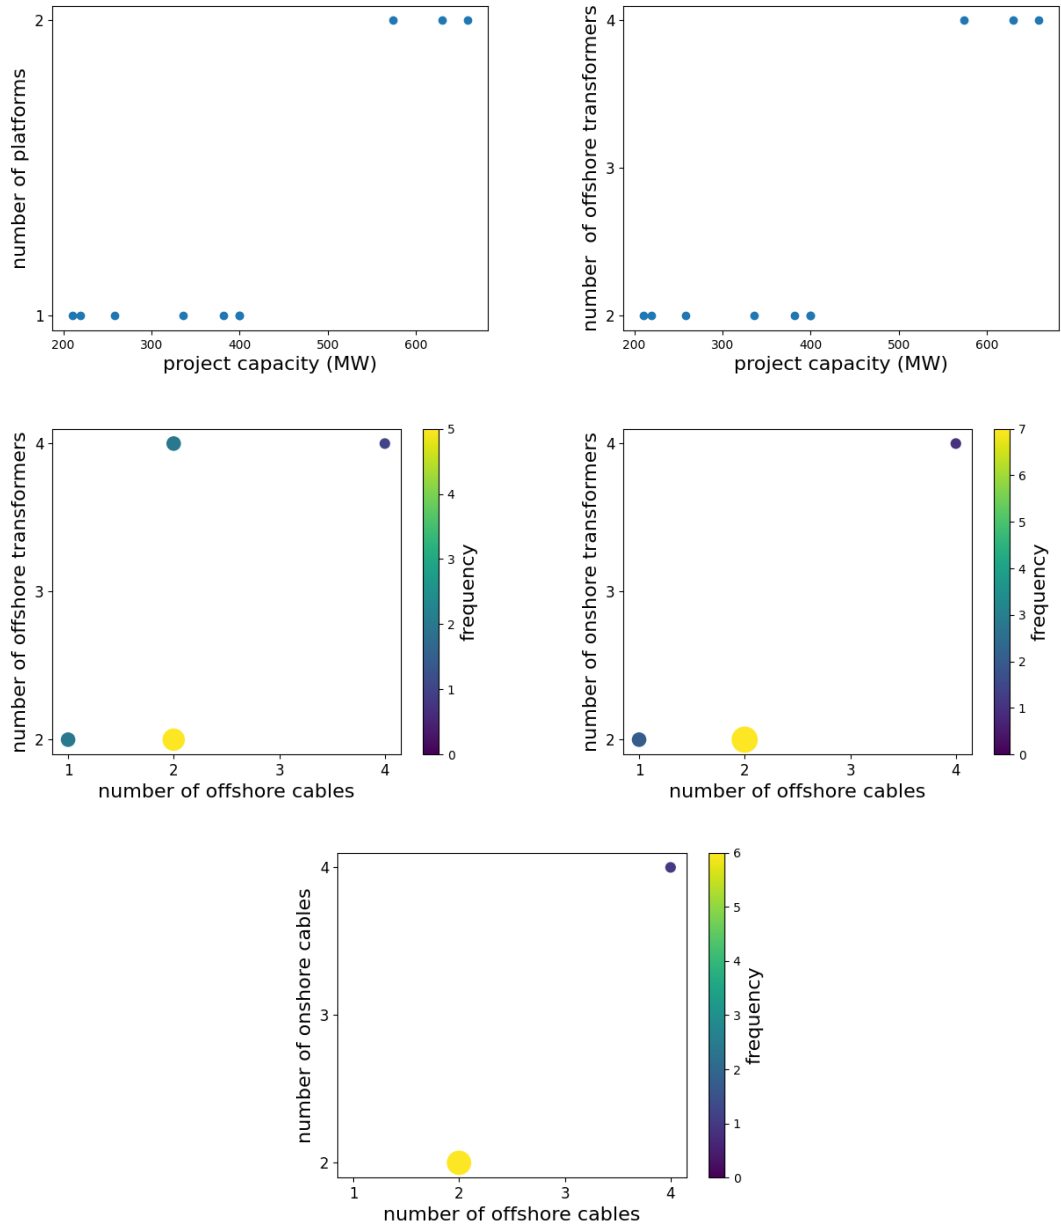 number of platforms
2
1
200 300 400 500 600
project capacity (MW)
number  of offshore transformers
4
3
2
200 300 400 500 600
project capacity (MW)
number of offshore transformers
4
3
2
1 2 3 4
number of offshore cables
5
4
3
2
1
0
frequency
number of onshore transformers
4
3
2
1 2 3 4
number of offshore cables
7
6
5
4
3
2
1
0
frequency
number of onshore cables
4
3
2
1 2 3 4
number of offshore cables
6
5
4
3
2
1
0
frequency